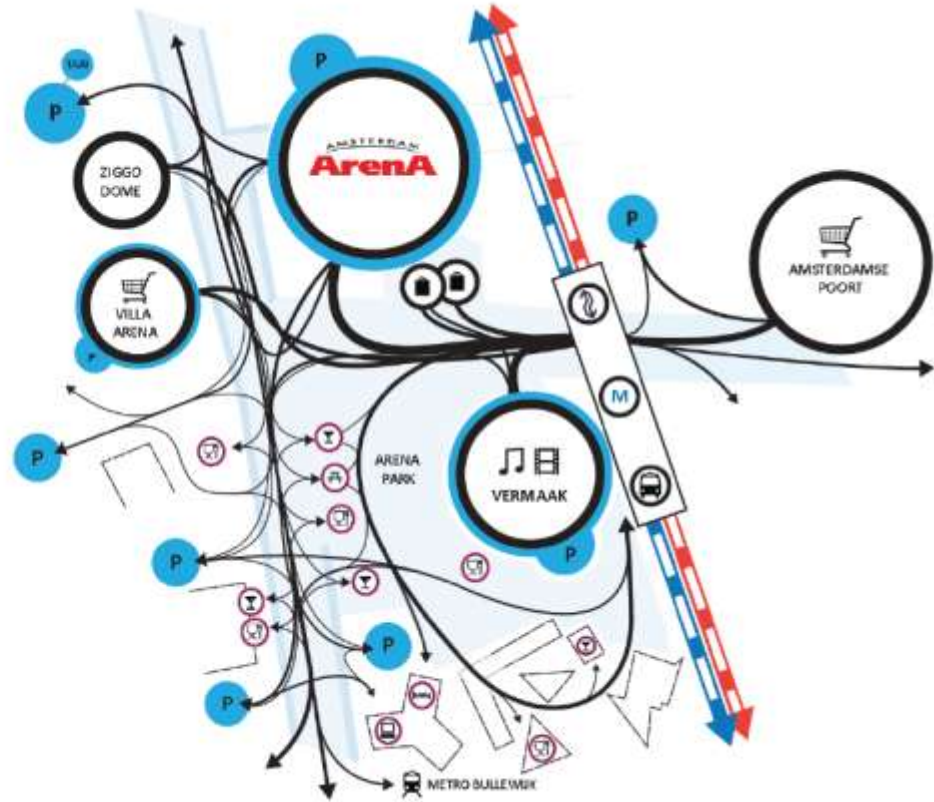 P
P
AMSTERDAM
ArenA
ZIGGO
DOME
P
AMSTERDAMSE
POORT
VILLA
ARENA
P
M
P
ARENA
PARK
VERMAAK
P
P
P
P
METRO BULLEWIJK